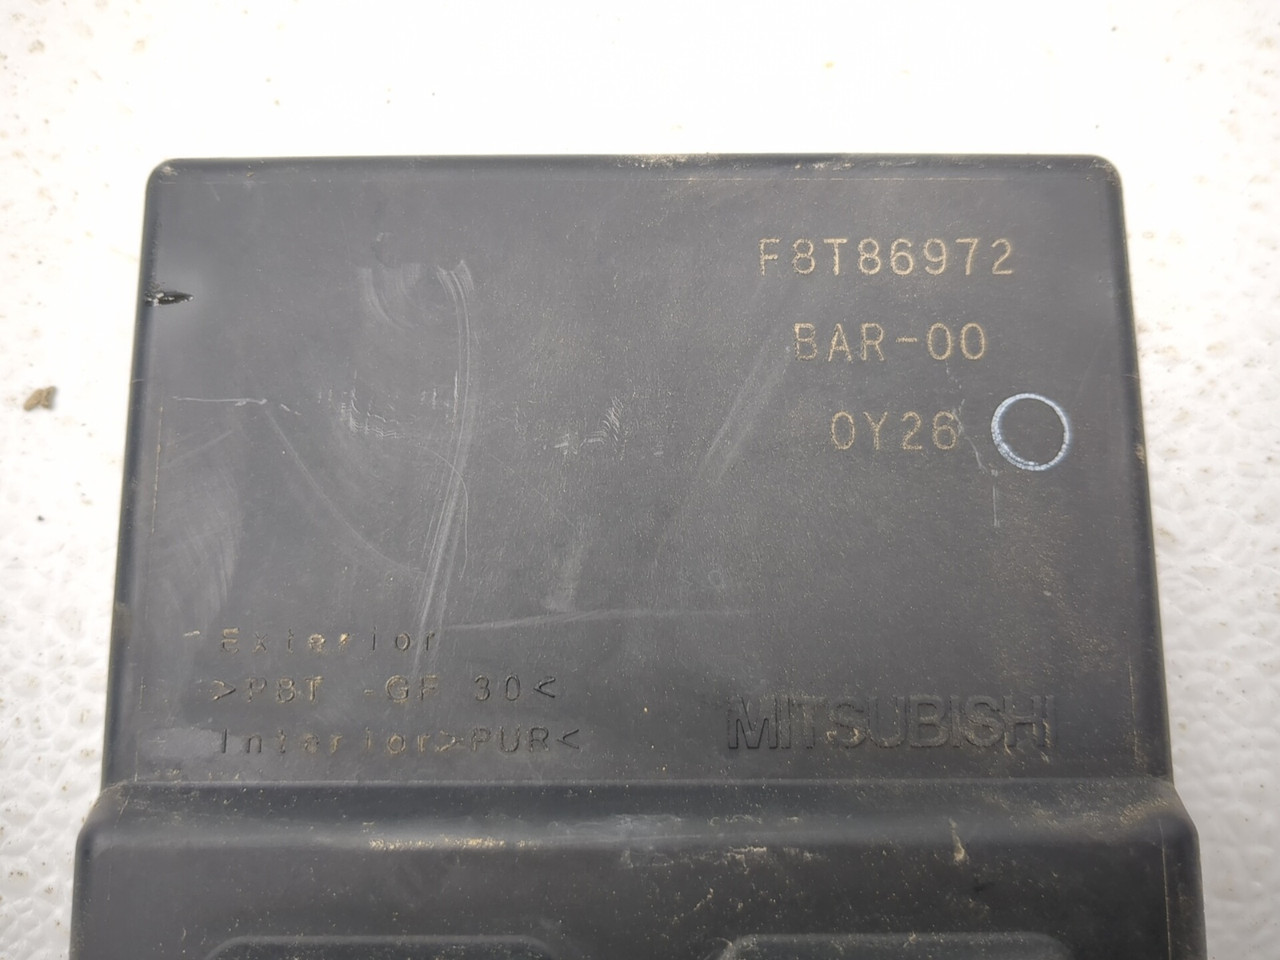 F8T86972
BAR-00
0Y26
Exterior
>PBT -GF 30<
Interior>PUR<
MITSUBISHI